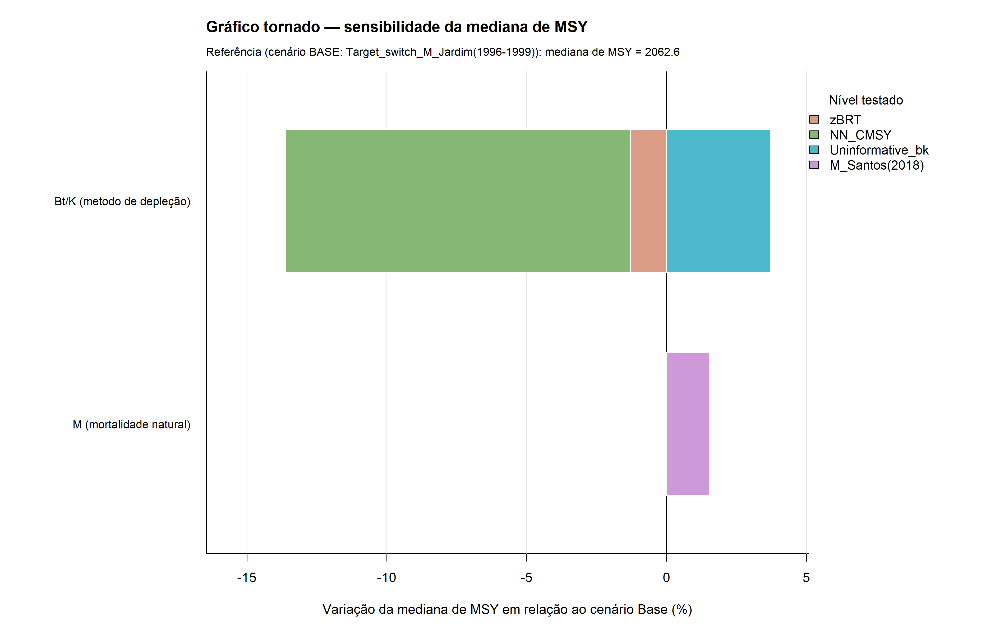 Gráfico tornado — sensibilidade da mediana de MSY
Referência (cenário BASE: Target_switch_M_Jardim(1996-1999)): mediana de MSY = 2062.6
Nível testado
zBRT
NN_CMSY
Uninformative_bk
M_Santos(2018)
Bt/K (metodo de depleção)
M (mortalidade natural)
-15 -10 -5 0 5
Variação da mediana de MSY em relação ao cenário Base (%)